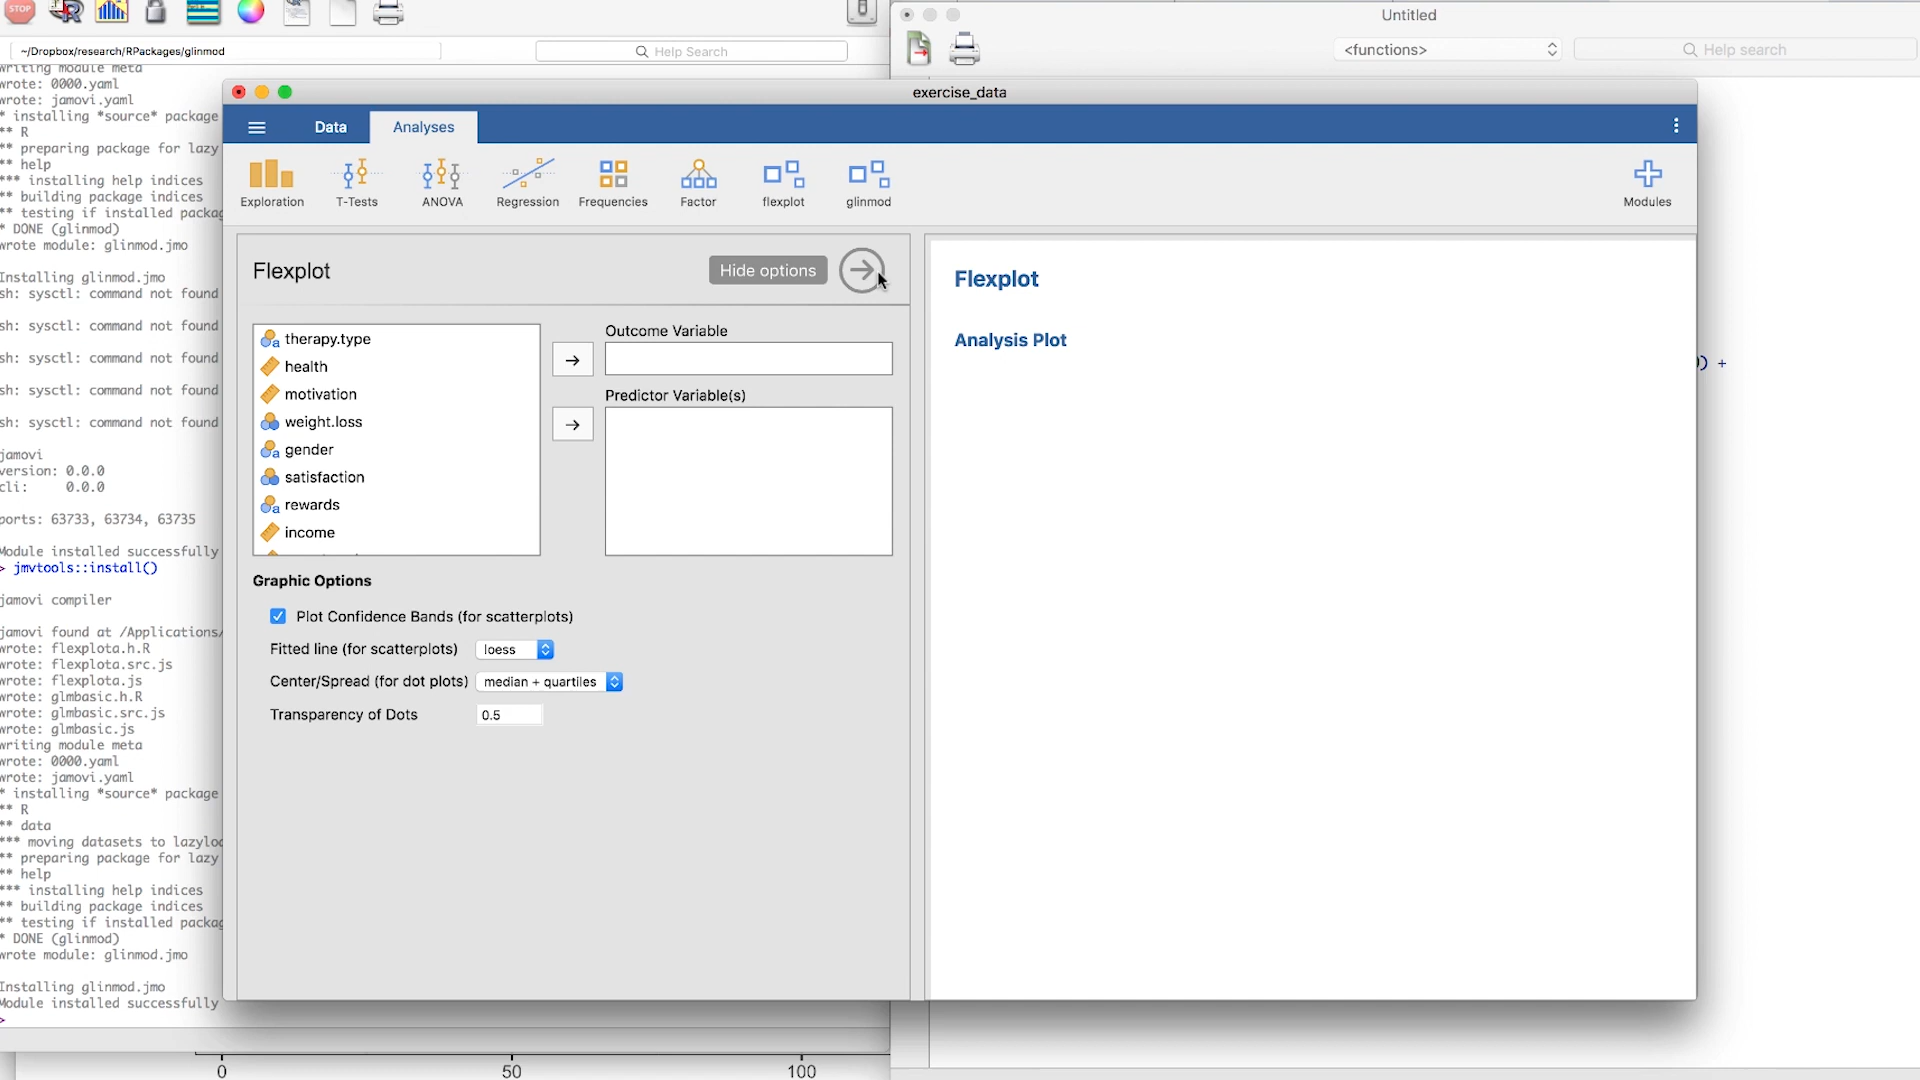 STOP
~/Dropbox/research/RPackages/glinmod
Help Search
Untitled
<functions>
Help search
writing module meta
wrote: 0000.yaml
wrote: jamovi.yaml
* installing *source* package
** R
** preparing package for lazy
** help
*** installing help indices
** building package indices
** testing if installed packag
* DONE (glinmod)
wrote module: glinmod.jmo
Installing glinmod.jmo
sh: sysctl: command not found
sh: sysctl: command not found
sh: sysctl: command not found
sh: sysctl: command not found
sh: sysctl: command not found
jamovi
version: 0.0.0
cli: 0.0.0
ports: 63733, 63734, 63735
Module installed successfully
> jmvtools::install()
jamovi compiler
jamovi found at /Applications/
wrote: flexplota.h.R
wrote: flexplota.src.js
wrote: flexplota.js
wrote: glmbasic.h.R
wrote: glmbasic.src.js
wrote: glmbasic.js
writing module meta
wrote: 0000.yaml
wrote: jamovi.yaml
* installing *source* package
** R
** data
*** moving datasets to lazyloa
** preparing package for lazy
** help
*** installing help indices
** building package indices
** testing if installed packag
* DONE (glinmod)
wrote module: glinmod.jmo
Installing glinmod.jmo
Module installed successfully
>
exercise_data
Data
Analyses
Exploration
T-Tests
ANOVA
Regression
Frequencies
Factor
flexplot
glinmod
Modules
Flexplot
Hide options
therapy.type
health
motivation
weight.loss
gender
satisfaction
rewards
income
Outcome Variable
Predictor Variable(s)
Graphic Options
Plot Confidence Bands (for scatterplots)
Fitted line (for scatterplots) loess
Center/Spread (for dot plots) median + quartiles
Transparency of Dots 0.5
Flexplot
Analysis Plot
) +
0 50 100